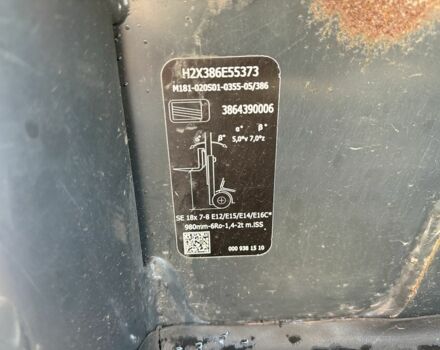 H2X386E55373
M181-020S01-0355-05/386
3864390006
α° β°
β° 5,0°v 7,0°z
SE 18x 7-8 E12/E15/E14/E16C*
980mm-6Ro-1,4-2t m.ISS
000 938 15 10